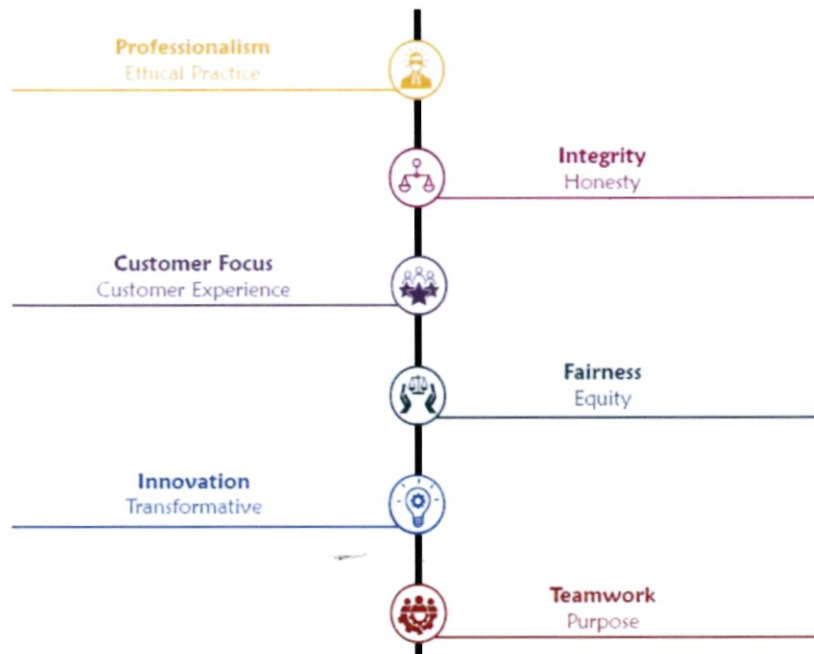 Professionalism
Ethical Practice
Integrity
Honesty
Customer Focus
Customer Experience
Fairness
Equity
Innovation
Transformative
Teamwork
Purpose